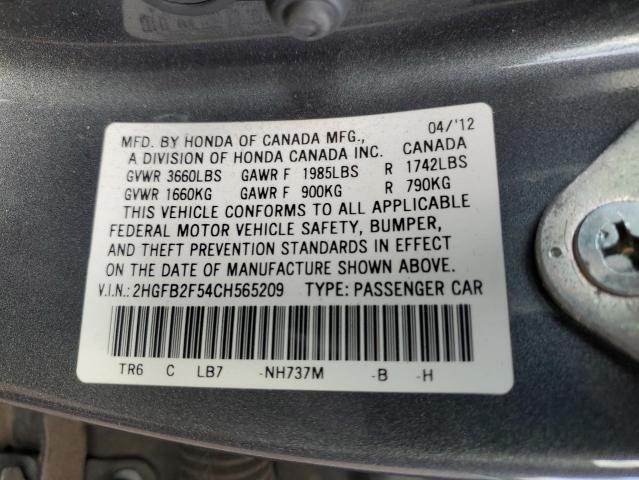 04/'12
MFD. BY HONDA OF CANADA MFG.,
A DIVISION OF HONDA CANADA INC. CANADA
GVWR 3660LBS GAWR F 1985LBS R 1742LBS
GVWR 1660KG GAWR F 900KG R 790KG
THIS VEHICLE CONFORMS TO ALL APPLICABLE
FEDERAL MOTOR VEHICLE SAFETY, BUMPER,
AND THEFT PREVENTION STANDARDS IN EFFECT
ON THE DATE OF MANUFACTURE SHOWN ABOVE.
V.I.N.: 2HGFB2F54CH565209 TYPE: PASSENGER CAR
TR6 C LB7 -NH737M -B -H